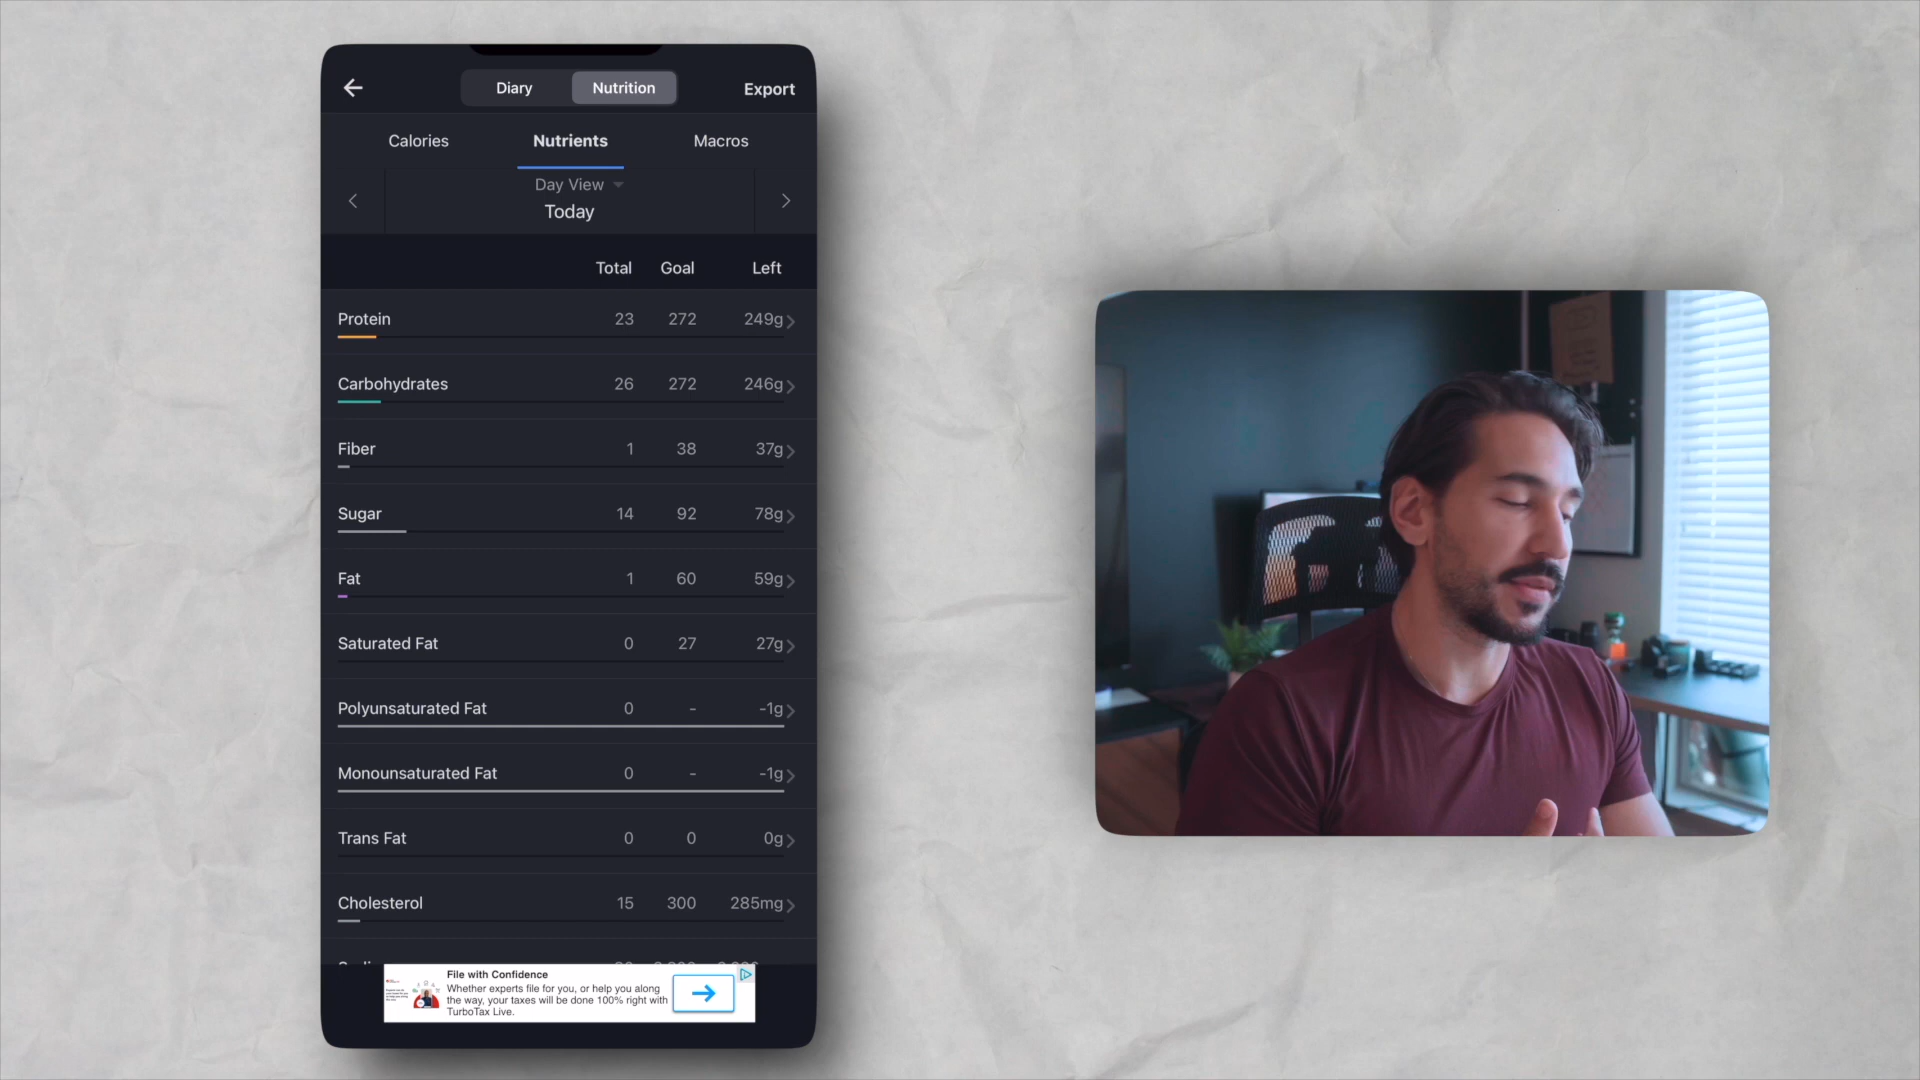 Diary Nutrition Export
Calories Nutrients Macros
Day View
Today
Total Goal Left
Protein 23 272 249g
Carbohydrates 26 272 246g
Fiber 1 38 37g
Sugar 14 92 78g
Fat 1 60 59g
Saturated Fat 0 27 27g
Polyunsaturated Fat 0 - -1g
Monounsaturated Fat 0 - -1g
Trans Fat 0 0 0g
Cholesterol 15 300 285mg
File with Confidence
Whether experts file for you, or help you along
the way, your taxes will be done 100% right with
TurboTax Live.